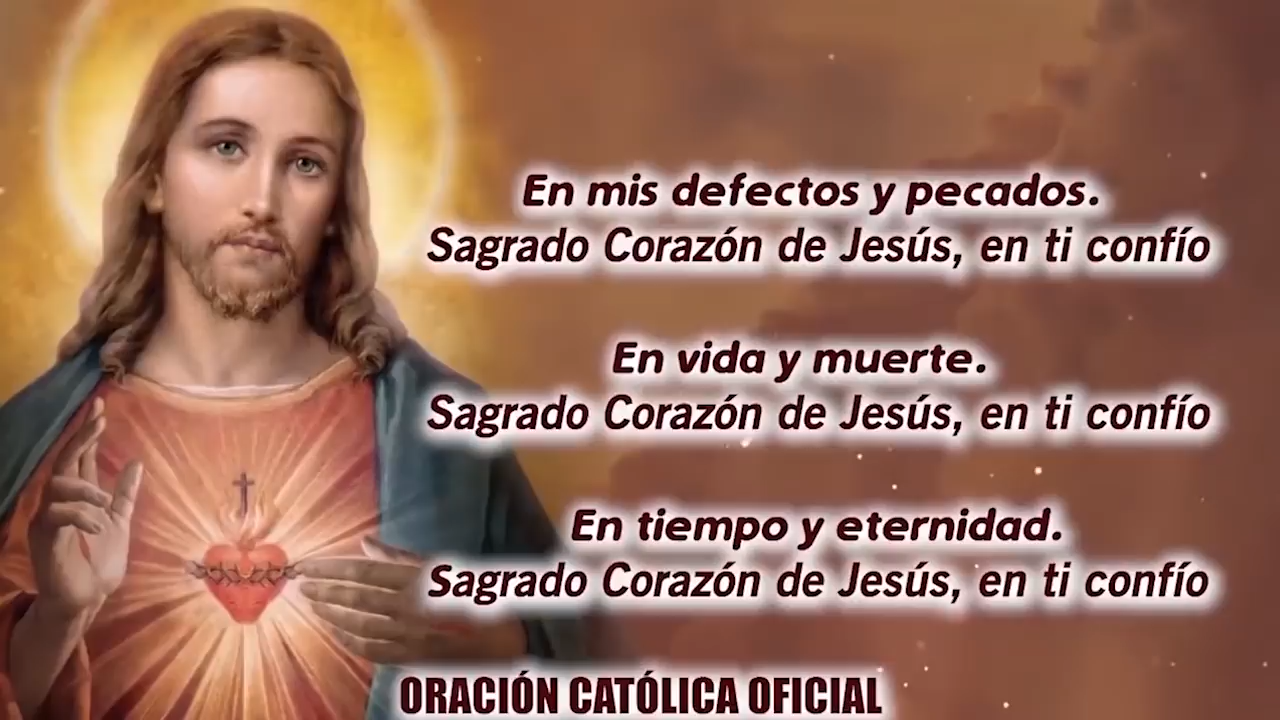 En mis defectos y pecados.
Sagrado Corazón de Jesús, en ti confío
En vida y muerte.
Sagrado Corazón de Jesús, en ti confío
En tiempo y eternidad.
Sagrado Corazón de Jesús, en ti confío
ORACIÓN CATÓLICA OFICIAL